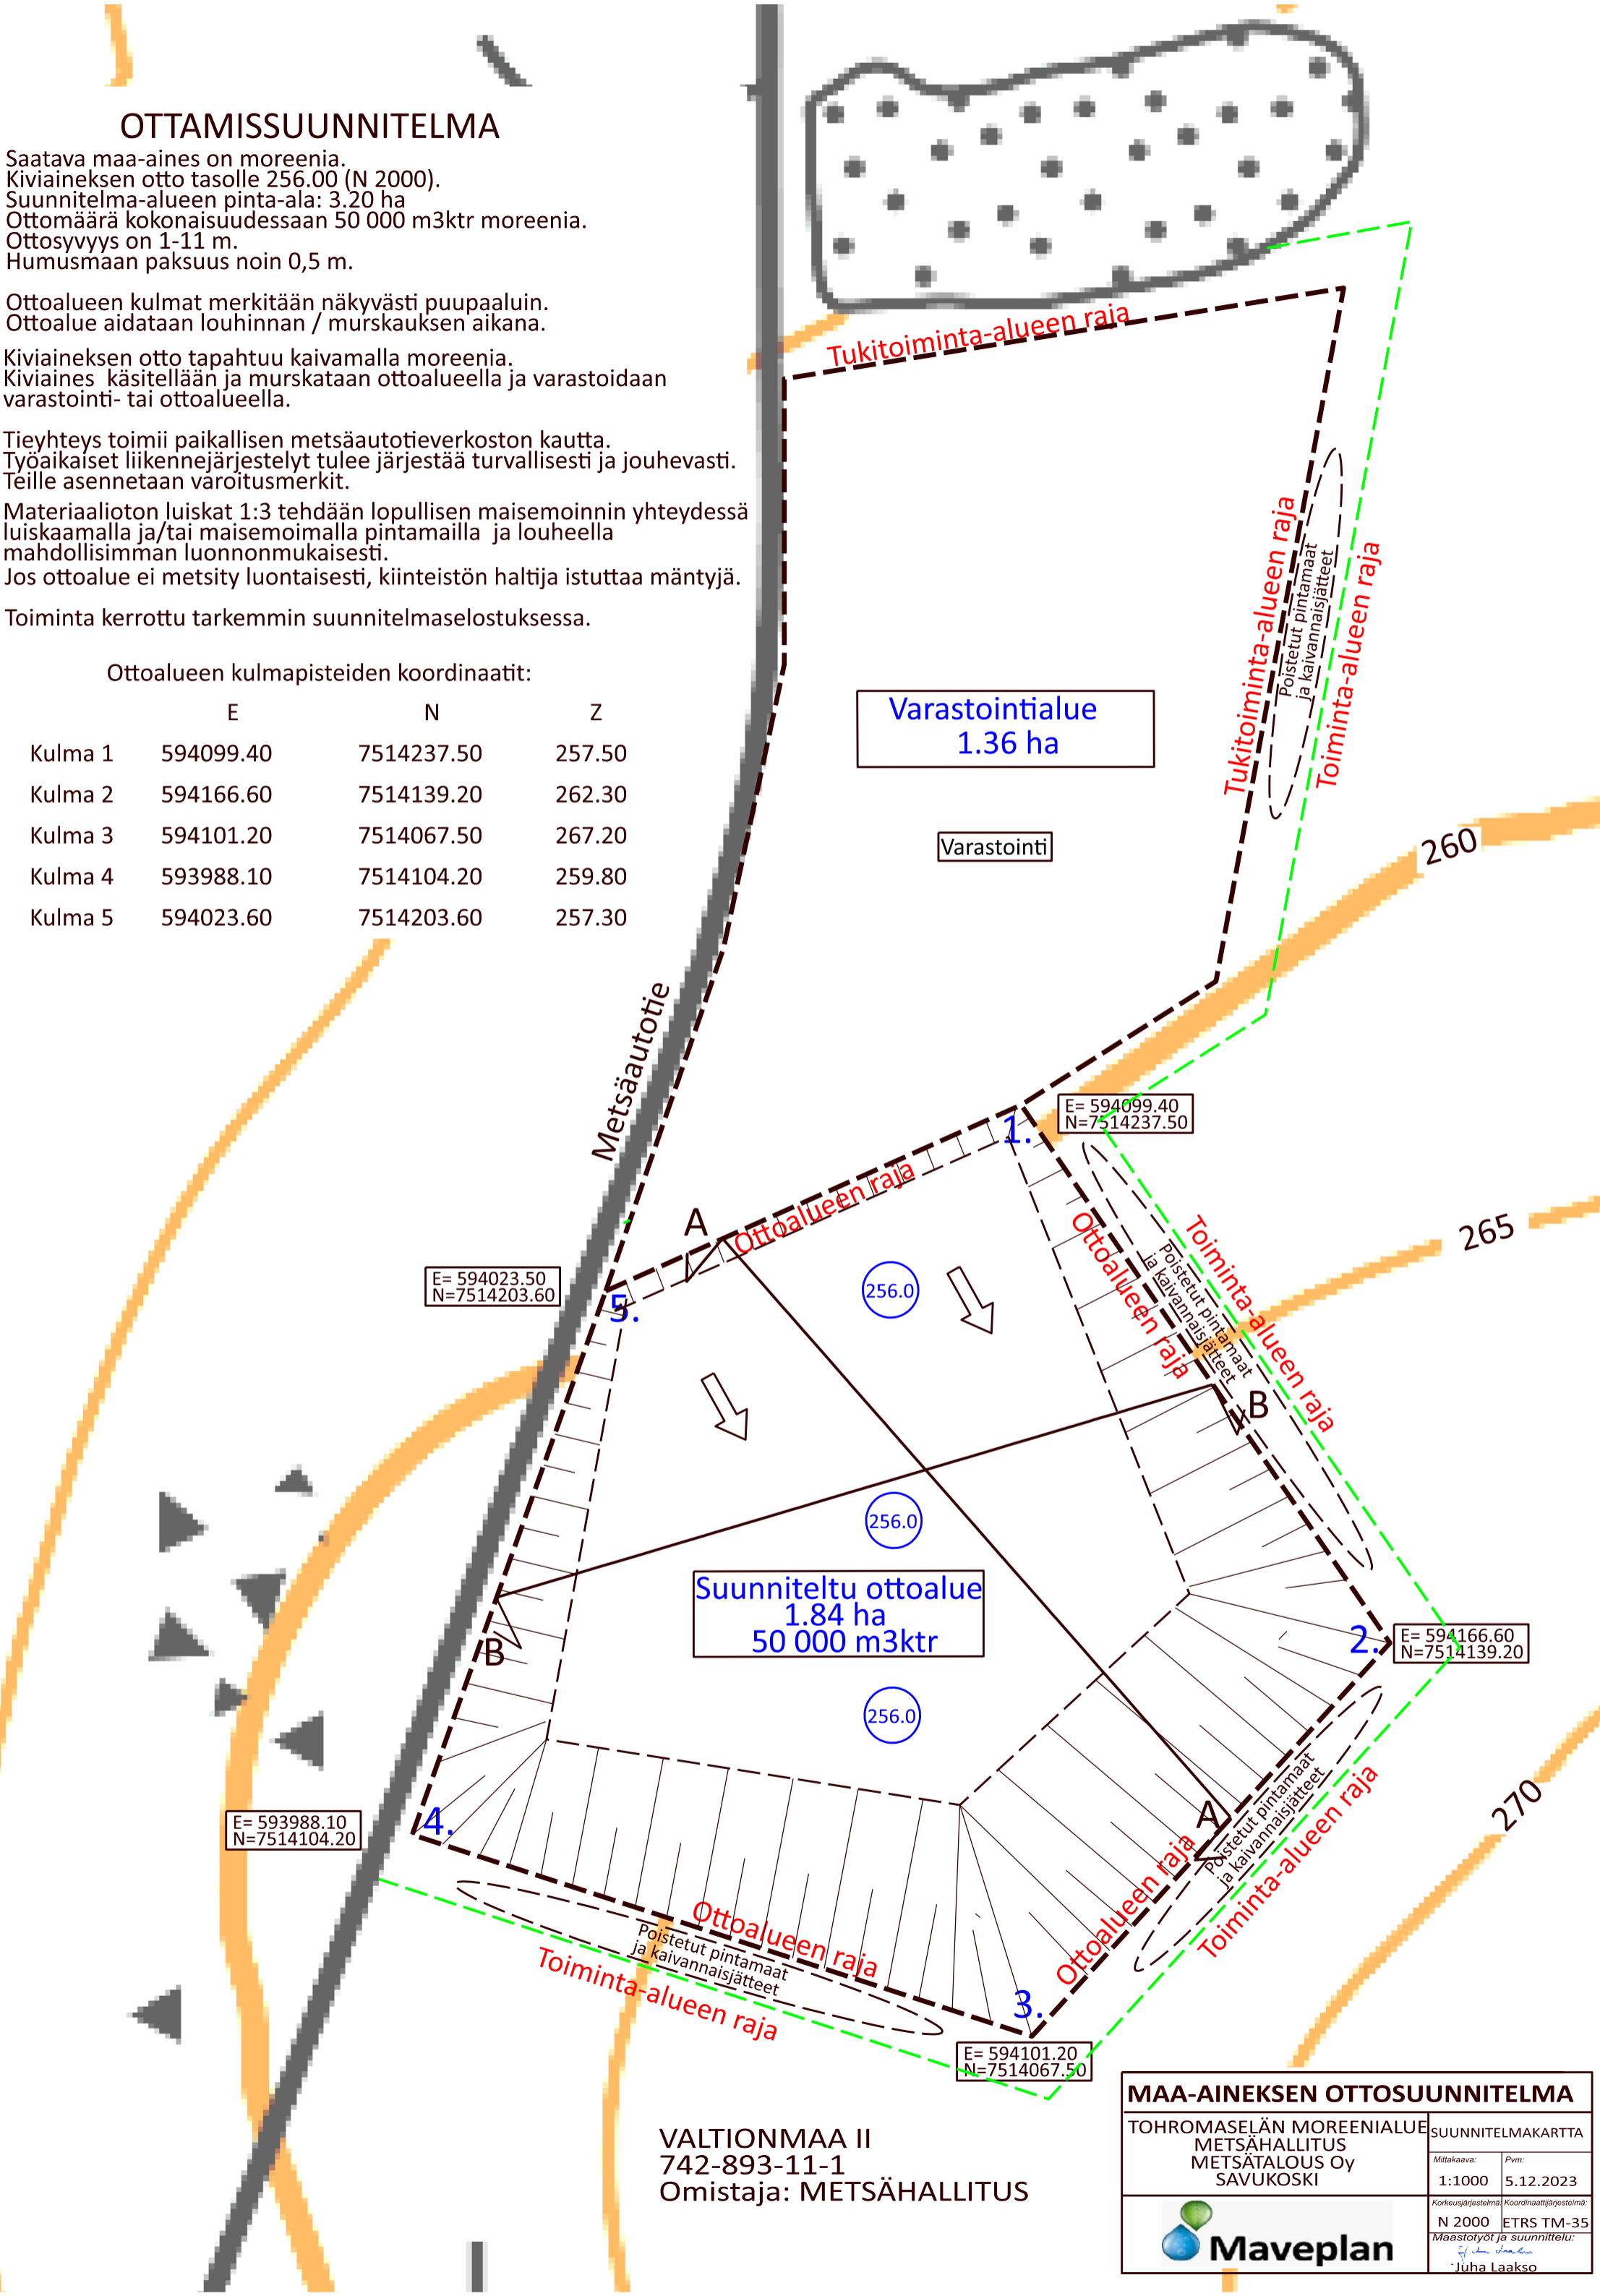 OTTAMISSUUNNITELMA
Saatava maa-aines on moreenia.
Kiviaineksen otto tasolle 256.00 (N 2000).
Suunnitelma-alueen pinta-ala: 3.20 ha
Ottomäärä kokonaisuudessaan 50 000 m3ktr moreenia.
Ottosyvyys on 1-11 m.
Humusmaan paksuus noin 0,5 m.
Ottoalueen kulmat merkitään näkyvästi puupaaluin.
Ottoalue aidataan louhinnan / murskauksen aikana.
Kiviaineksen otto tapahtuu kaivamalla moreenia.
Kiviaines käsitellään ja murskataan ottoalueella ja varastoidaan
varastointi- tai ottoalueella.
Tieyhteys toimii paikallisen metsäautotieverkoston kautta.
Työaikaiset liikennejärjestelyt tulee järjestää turvallisesti ja jouhevasti.
Teille asennetaan varoitusmerkit.
Materiaalioton luiskat 1:3 tehdään lopullisen maisemoinnin yhteydessä
luiskaamalla ja/tai maisemoimalla pintamailla ja louheella
mahdollisimman luonnonmukaisesti.
Jos ottoalue ei metsity luontaisesti, kiinteistön haltija istuttaa mäntyjä.
Toiminta kerrottu tarkemmin suunnitelmaselostuksessa.
Ottoalueen kulmapisteiden koordinaatit:
E N Z
Kulma 1 594099.40 7514237.50 257.50
Kulma 2 594166.60 7514139.20 262.30
Kulma 3 594101.20 7514067.50 267.20
Kulma 4 593988.10 7514104.20 259.80
Kulma 5 594023.60 7514203.60 257.30
Tukitoiminta-alueen raja
Tukitoiminta-alueen raja
Poistetut pintamaat
ja kaivannaisjätteet
Toiminta-alueen raja
Varastointialue
1.36 ha
Varastointi
260
Metsäautotie
E= 594099.40
N=7514237.50
1.
265
A
Ottoalueen raja
Ottoalueen raja
Poistetut pintamaat
ja kaivannaisjätteet
Toiminta-alueen raja
E= 594023.50
N=7514203.60
5.
256.0
B
256.0
Suunniteltu ottoalue
1.84 ha
50 000 m3ktr
B
2.
E= 594166.60
N=7514139.20
256.0
A
270
4.
E= 593988.10
N=7514104.20
Ottoalueen raja
Poistetut pintamaat
ja kaivannaisjätteet
Toiminta-alueen raja
Ottoalueen raja
Poistetut pintamaat
ja kaivannaisjätteet
Toiminta-alueen raja
3.
E= 594101.20
N=7514067.50
VALTIONMAA II
742-893-11-1
Omistaja: METSÄHALLITUS
MAA-AINEKSEN OTTOSUUNNITELMA
TOHROMASELÄN MOREENIALUE
METSÄHALLITUS
METSÄTALOUS Oy
SAVUKOSKI
SUUNNITELMAKARTTA
Mittakaava: Pvm:
1:1000 5.12.2023
Korkeusjärjestelmä: Koordinaattijärjestelmä:
N 2000 ETRS TM-35
Maastotyöt ja suunnittelu:
Juha Laakso
Maveplan